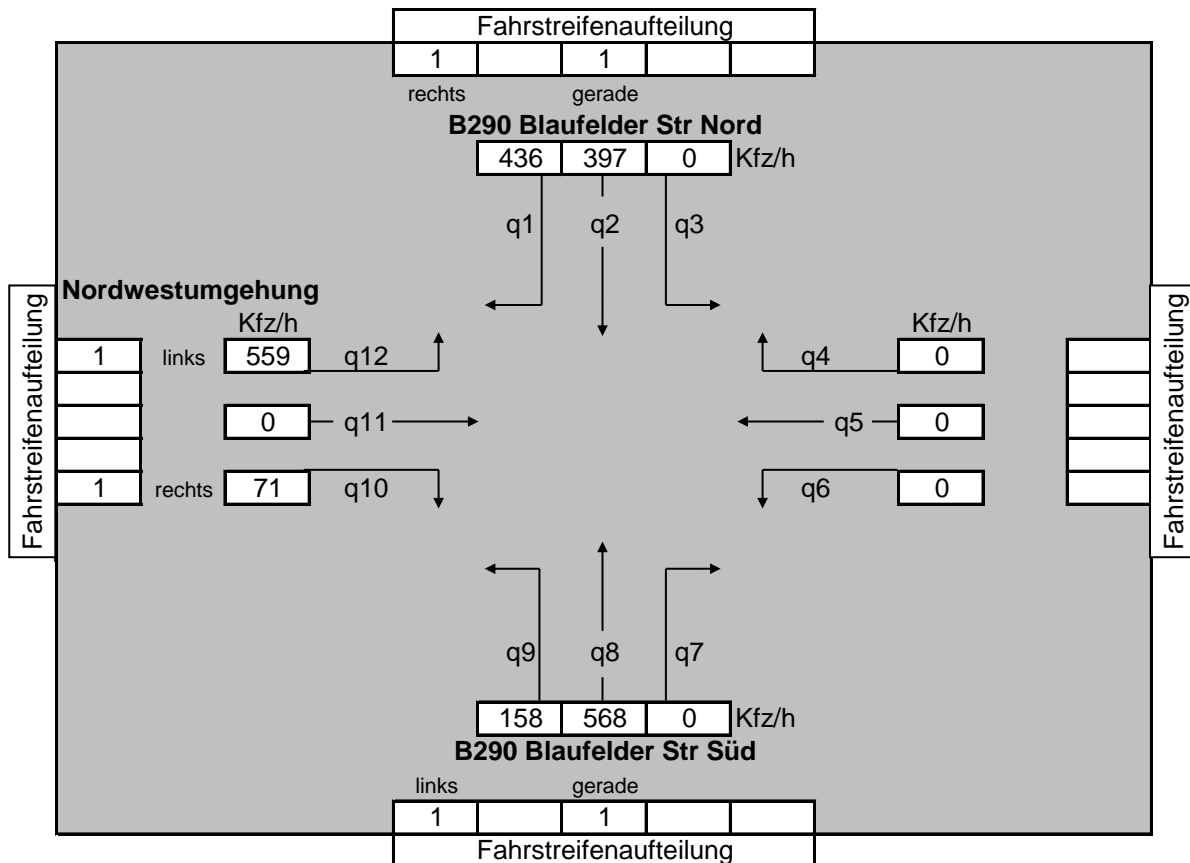 Fahrstreifenaufteilung
1 1
rechts gerade
B290 Blaufelder Str Nord
436 397 0 Kfz/h
q1 q2 q3
Nordwestumgehung
Kfz/h Kfz/h
Fahrstreifenaufteilung
1 links 559 q12 q4 0
0 q11 q5 0
1 rechts 71 q10 q6 0
Fahrstreifenaufteilung
q9 q8 q7
158 568 0 Kfz/h
B290 Blaufelder Str Süd
links gerade
1 1
Fahrstreifenaufteilung